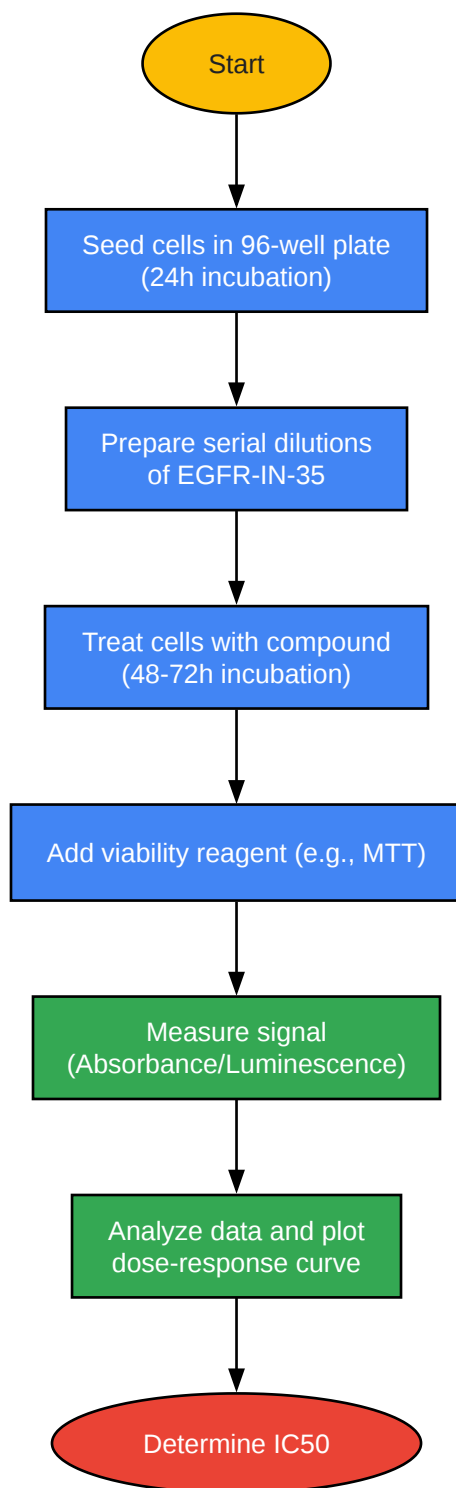 Start
Seed cells in 96-well plate
(24h incubation)
Prepare serial dilutions
of EGFR-IN-35
Treat cells with compound
(48-72h incubation)
Add viability reagent (e.g., MTT)
Measure signal
(Absorbance/Luminescence)
Analyze data and plot
dose-response curve
Determine IC50